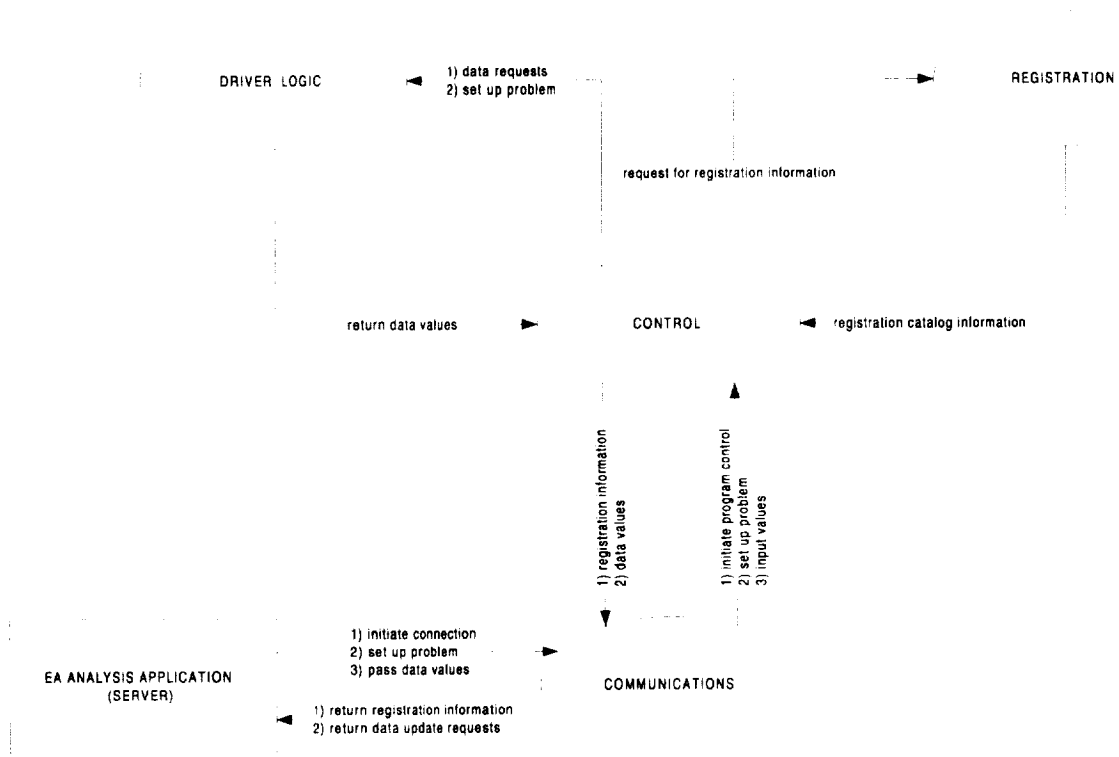 DRIVER LOGIC
1) data requests
2) set up problem
REGISTRATION
request for registration information
return data values
CONTROL
registration catalog information
1) registration information
2) data values
1) initiate program control
2) set up problem
3) input values
1) initiate connection
2) set up problem
3) pass data values
EA ANALYSIS APPLICATION
(SERVER)
COMMUNICATIONS
1) return registration information
2) return data update requests